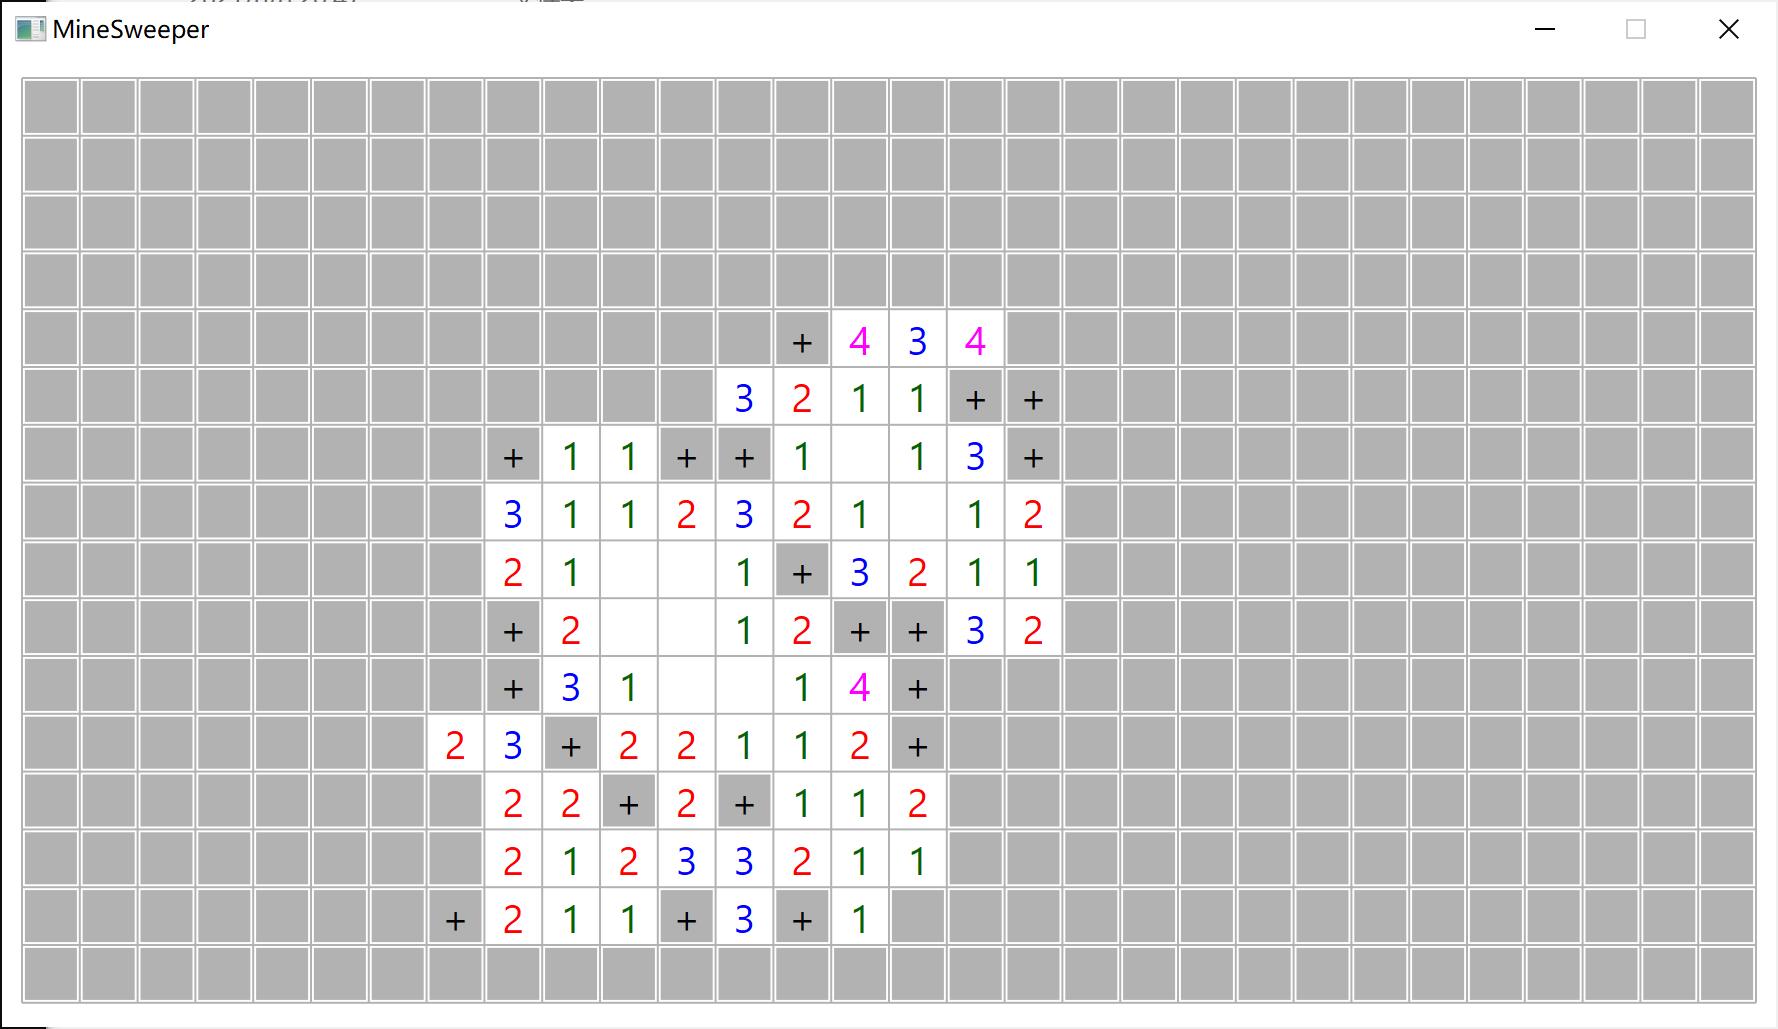 MineSweeper
+ 4 3 4
3 2 1 1 + +
+ 1 1 + + 1 1 3 +
3 1 1 2 3 2 1 1 2
2 1 1 + 3 2 1 1
+ 2 1 2 + + 3 2
+ 3 1 1 4 +
2 3 + 2 2 1 1 2 +
2 2 + 2 + 1 1 2
2 1 2 3 3 2 1 1
+ 2 1 1 + 3 + 1